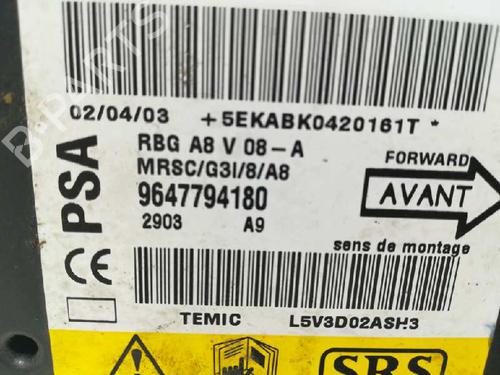 02/04/03 +5EKABK0420161T*
RBG A8 V 08-A
MRSC/G3I/8/A8
9647794180
2903 A9
PSA
CE
FORWARD
AVANT
sens de montage
TEMIC L5V3D02ASH3
SRS
B-PARTS